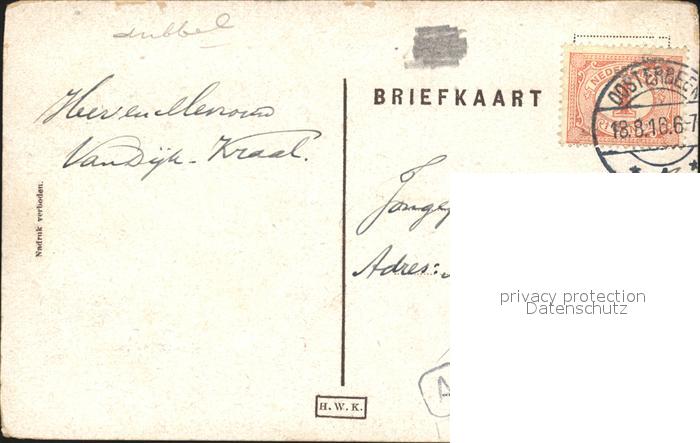 dubbel
Heer en Mevrouw
Van Dijk - Kraal.
Nadruk verboden.
BRIEFKAART
NEDER
OOSTERBEEK
18.8.16.6-7
Adres:
privacy protection
Datenschutz
H.W.K.